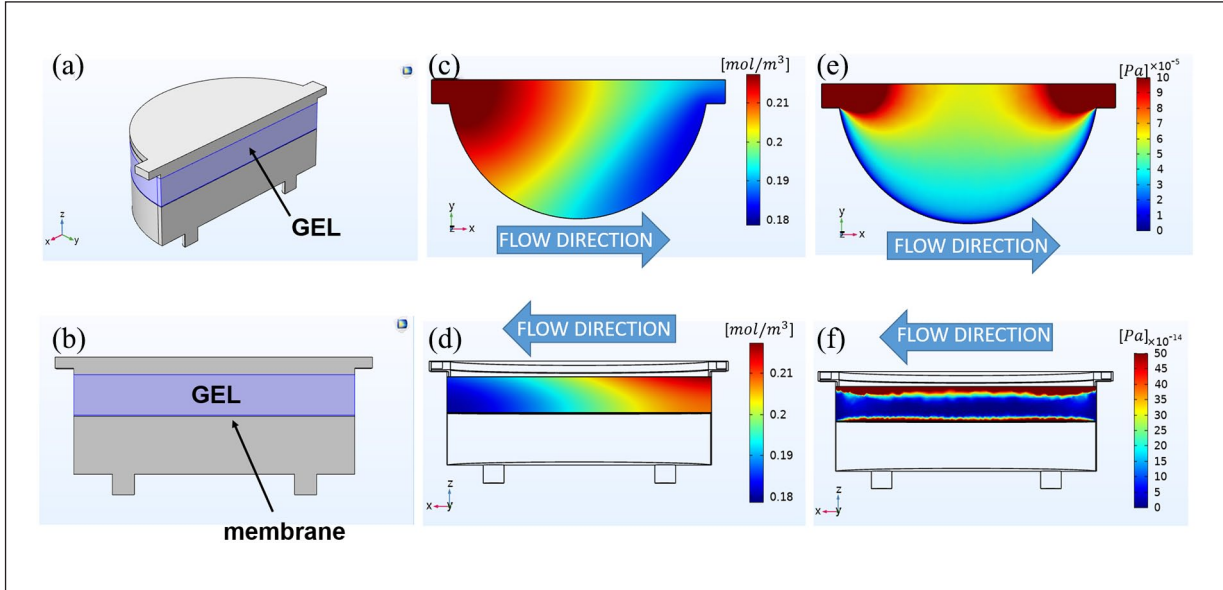 (a)
z
x
y
GEL
(b)
GEL
membrane
(c)
[mol/m³]
0.21
0.2
0.19
0.18
y
z
x
FLOW DIRECTION
(d)
FLOW DIRECTION
[mol/m³]
0.21
0.2
0.19
0.18
z
x
y
(e)
[Pa]
×10⁻⁵
10
9
8
7
6
5
4
3
2
1
0
y
z
x
FLOW DIRECTION
(f)
FLOW DIRECTION
[Pa]×10⁻¹⁴
50
45
40
35
30
25
20
15
10
5
0
z
x
y